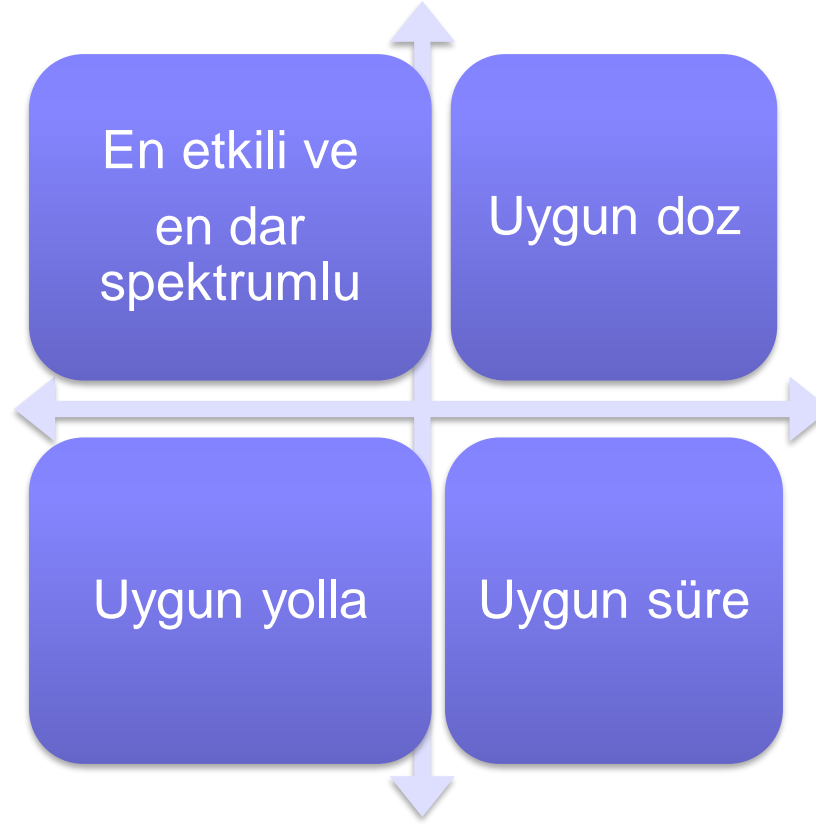 En etkili ve
en dar
spektrumlu
Uygun doz
Uygun yolla
Uygun süre